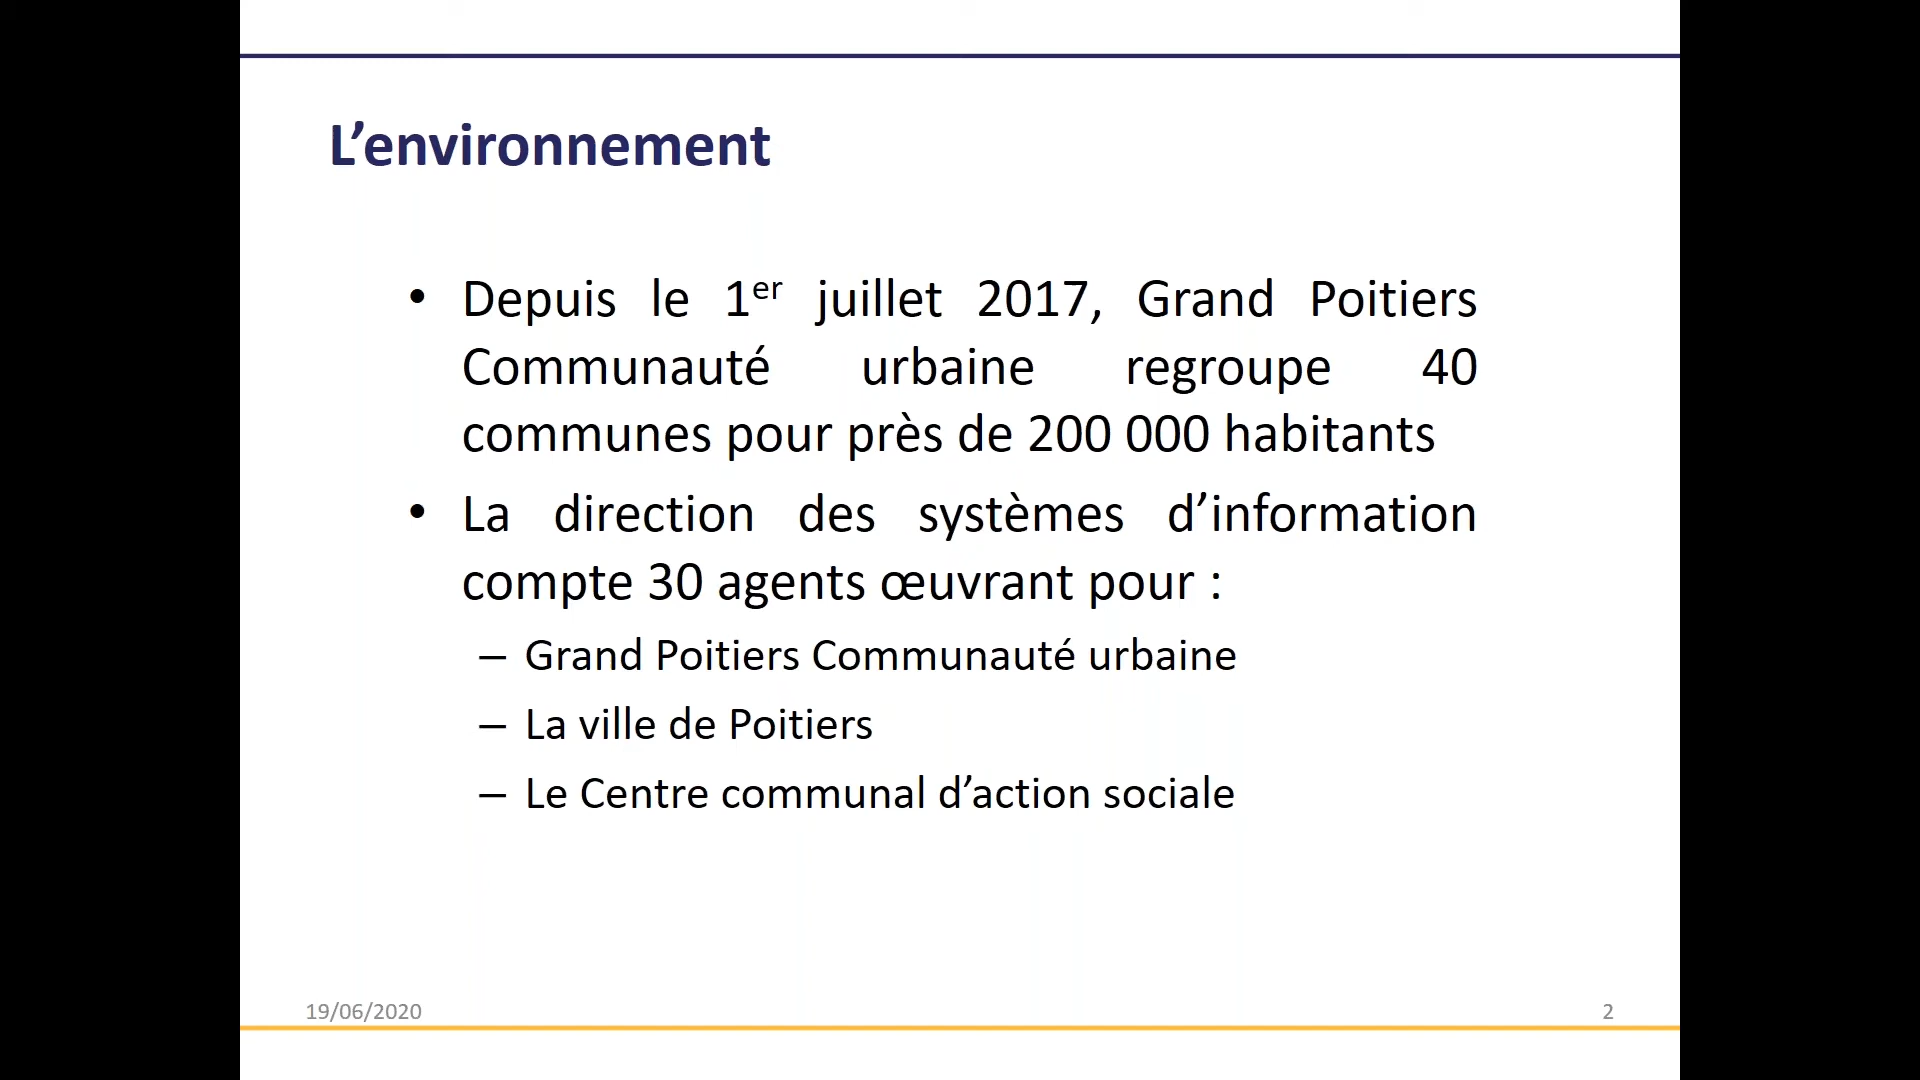 L’environnement
• Depuis le 1er juillet 2017, Grand Poitiers
Communauté urbaine regroupe 40
communes pour près de 200 000 habitants
• La direction des systèmes d’information
compte 30 agents œuvrant pour :
– Grand Poitiers Communauté urbaine
– La ville de Poitiers
– Le Centre communal d’action sociale
19/06/2020
2